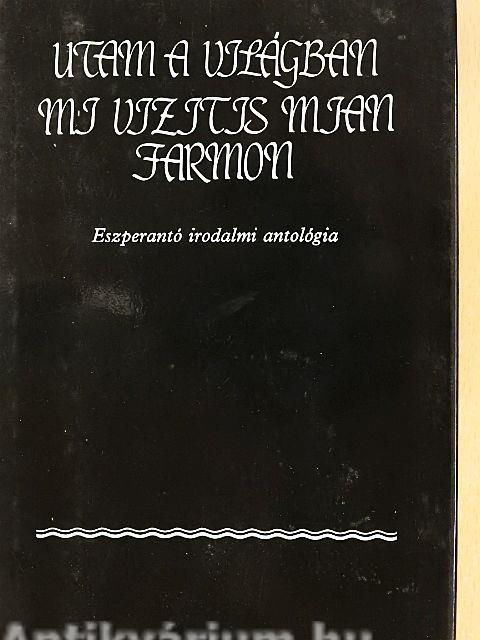 UTAM A VILÁGBAN
MI VIZITIS MIAN
FARMON
Eszperantó irodalmi antológia
Antikvárium.hu